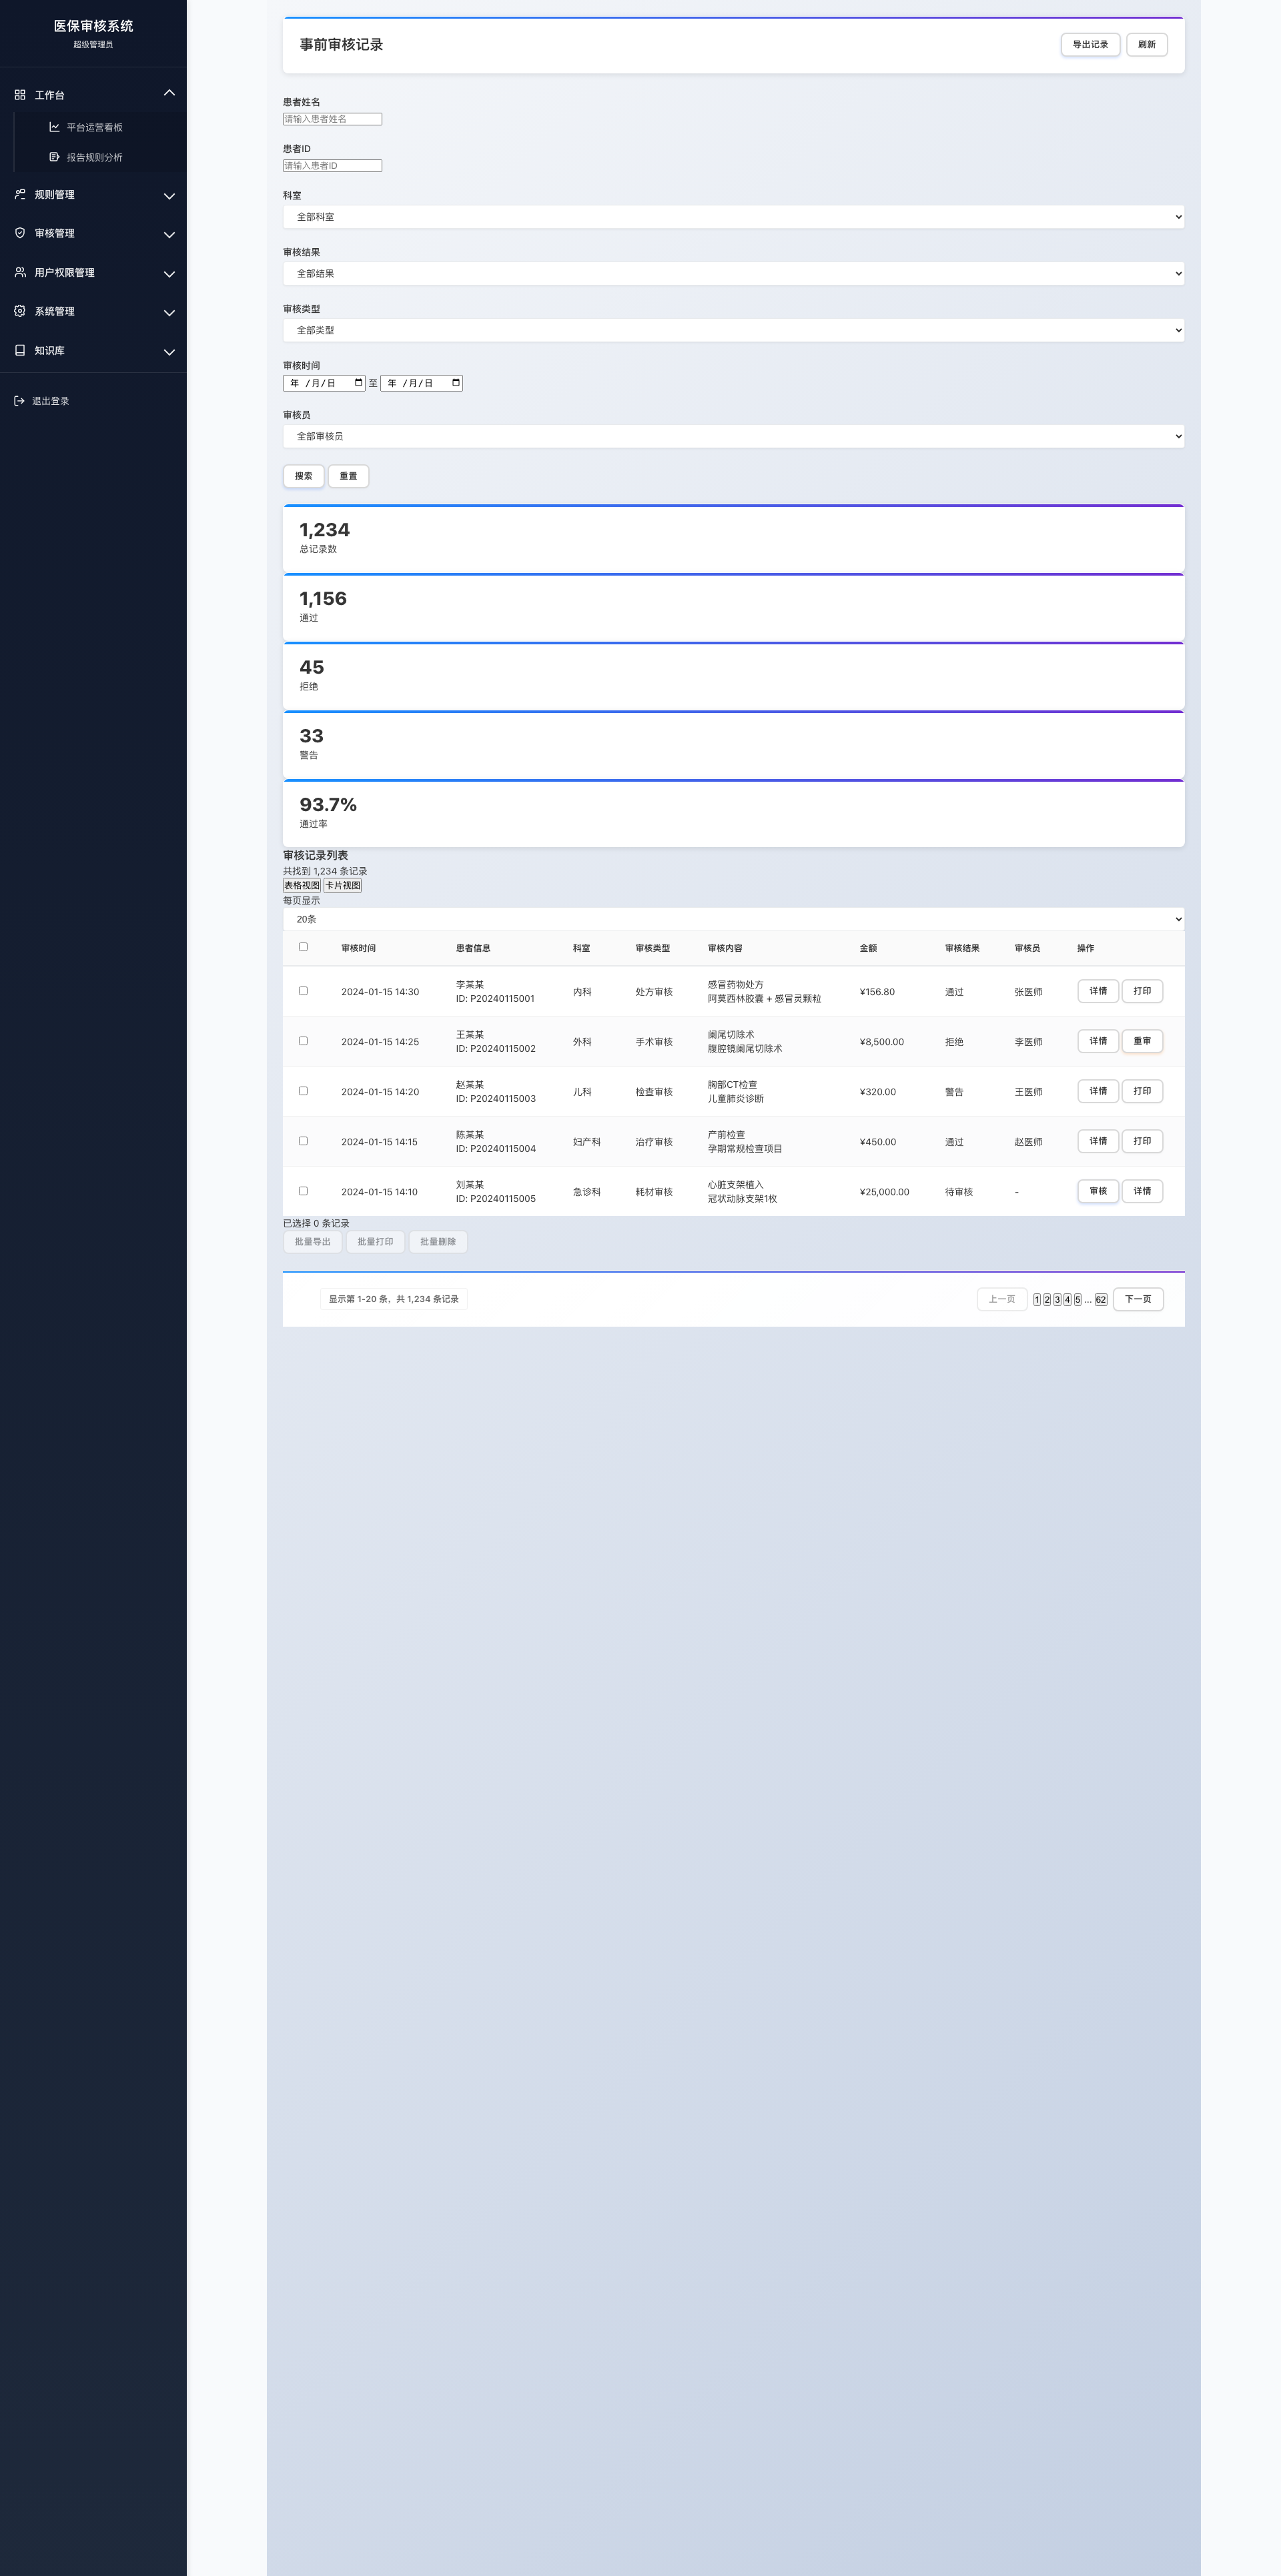 医保审核系统
超级管理员
工作台
平台运营看板
报告规则分析
规则管理
审核管理
用户权限管理
系统管理
知识库
退出登录
事前审核记录
导出记录 刷新
患者姓名
请输入患者姓名
患者ID
请输入患者ID
科室
全部科室
审核结果
全部结果
审核类型
全部类型
审核时间
年 /月/日 至 年 /月/日
审核员
全部审核员
搜索 重置
1,234
总记录数
1,156
通过
45
拒绝
33
警告
93.7%
通过率
审核记录列表
共找到 1,234 条记录
表格视图 卡片视图
每页显示
20条
审核时间 患者信息 科室 审核类型 审核内容 金额 审核结果 审核员 操作
2024-01-15 14:30 李某某 ID: P20240115001 内科 处方审核 感冒药物处方 阿莫西林胶囊 + 感冒灵颗粒 ¥156.80 通过 张医师 详情 打印
2024-01-15 14:25 王某某 ID: P20240115002 外科 手术审核 阑尾切除术 腹腔镜阑尾切除术 ¥8,500.00 拒绝 李医师 详情 重审
2024-01-15 14:20 赵某某 ID: P20240115003 儿科 检查审核 胸部CT检查 儿童肺炎诊断 ¥320.00 警告 王医师 详情 打印
2024-01-15 14:15 陈某某 ID: P20240115004 妇产科 治疗审核 产前检查 孕期常规检查项目 ¥450.00 通过 赵医师 详情 打印
2024-01-15 14:10 刘某某 ID: P20240115005 急诊科 耗材审核 心脏支架植入 冠状动脉支架1枚 ¥25,000.00 待审核 - 审核 详情
已选择 0 条记录
批量导出 批量打印 批量删除
显示第 1-20 条，共 1,234 条记录
上一页 1 2 3 4 5 ... 62 下一页